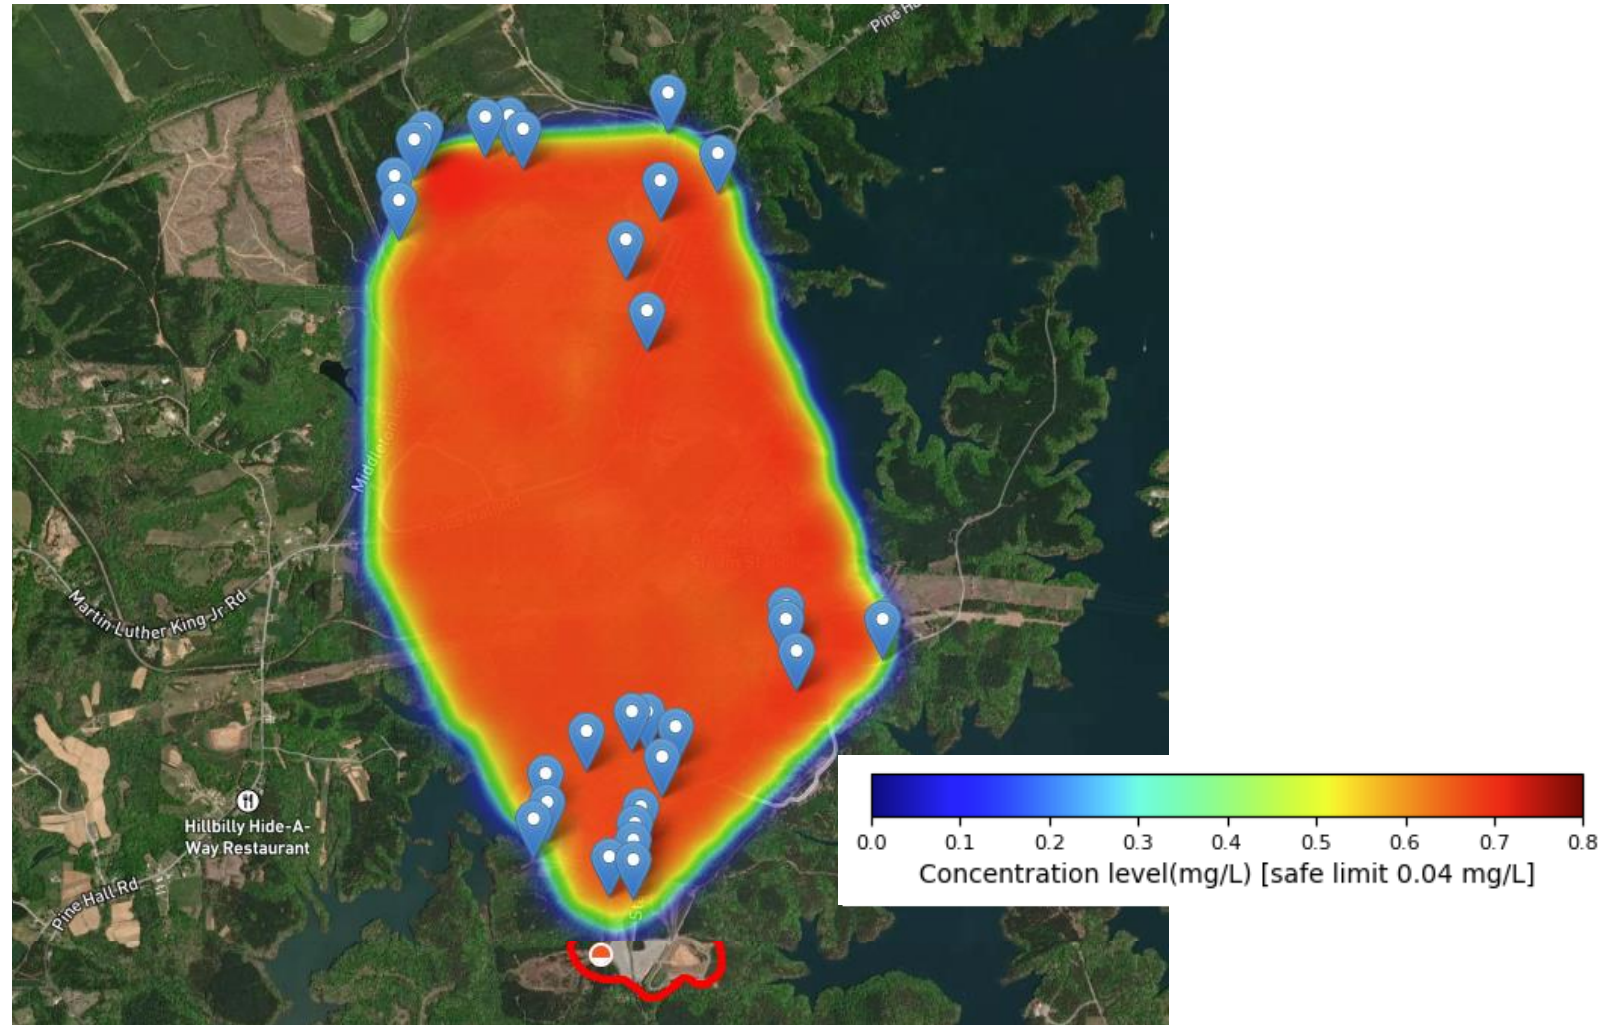 Pine Ha
Middleton
Martin Luther King Jr Rd
Hillbilly Hide-A-
Way Restaurant
Pine Hall Rd
0.0 0.1 0.2 0.3 0.4 0.5 0.6 0.7 0.8
Concentration level(mg/L) [safe limit 0.04 mg/L]